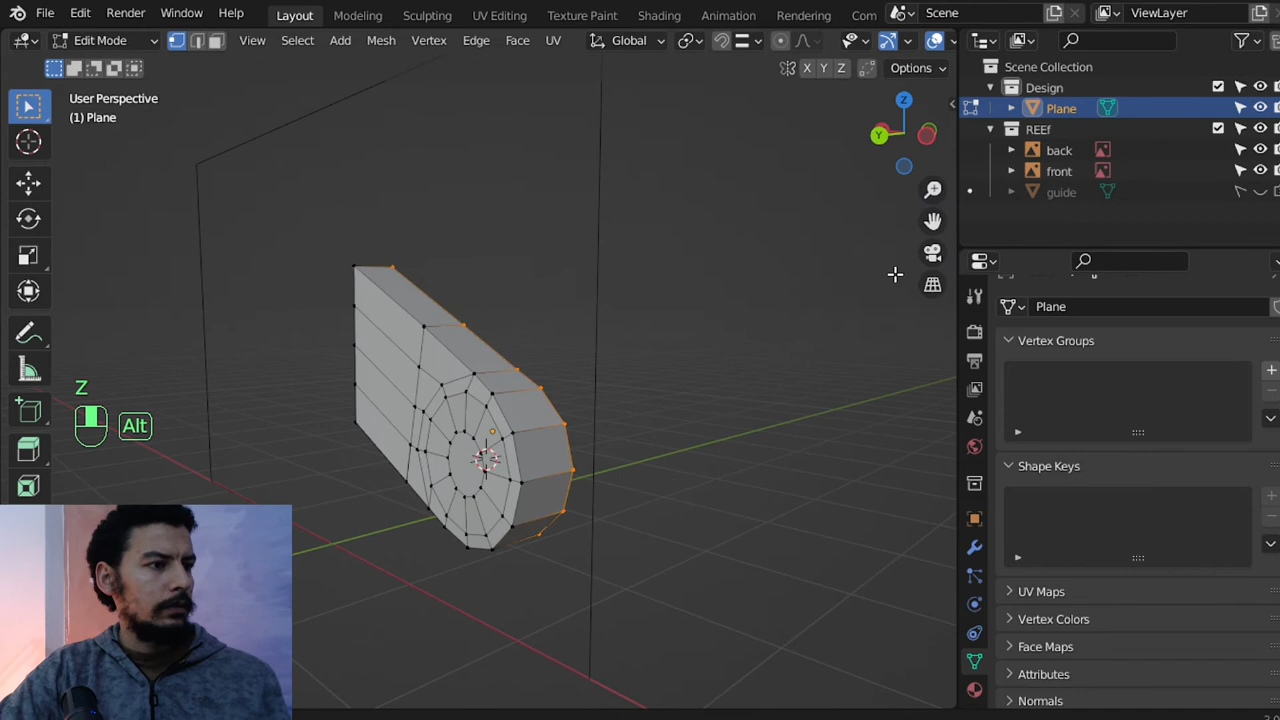 File Edit Render Window Help Layout Modeling Sculpting UV Editing Texture Paint Shading Animation Rendering Com Scene ViewLayer
Edit Mode View Select Add Mesh Vertex Edge Face UV Global
X Y Z Options
User Perspective
(1) Plane
Z
Y
Z
Alt
Scene Collection
Design
Plane
REEf
back
front
guide
Plane
Vertex Groups
Shape Keys
UV Maps
Vertex Colors
Face Maps
Attributes
Normals